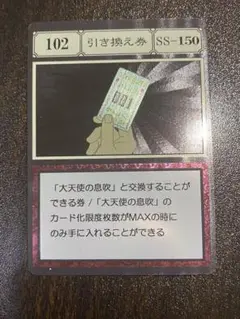 102
引き換え券
SS-150
001
「大天使の息吹」と交換することが
できる券/「大天使の息吹」の
カード化限度枚数がMAXの時に
のみ手に入れることができる